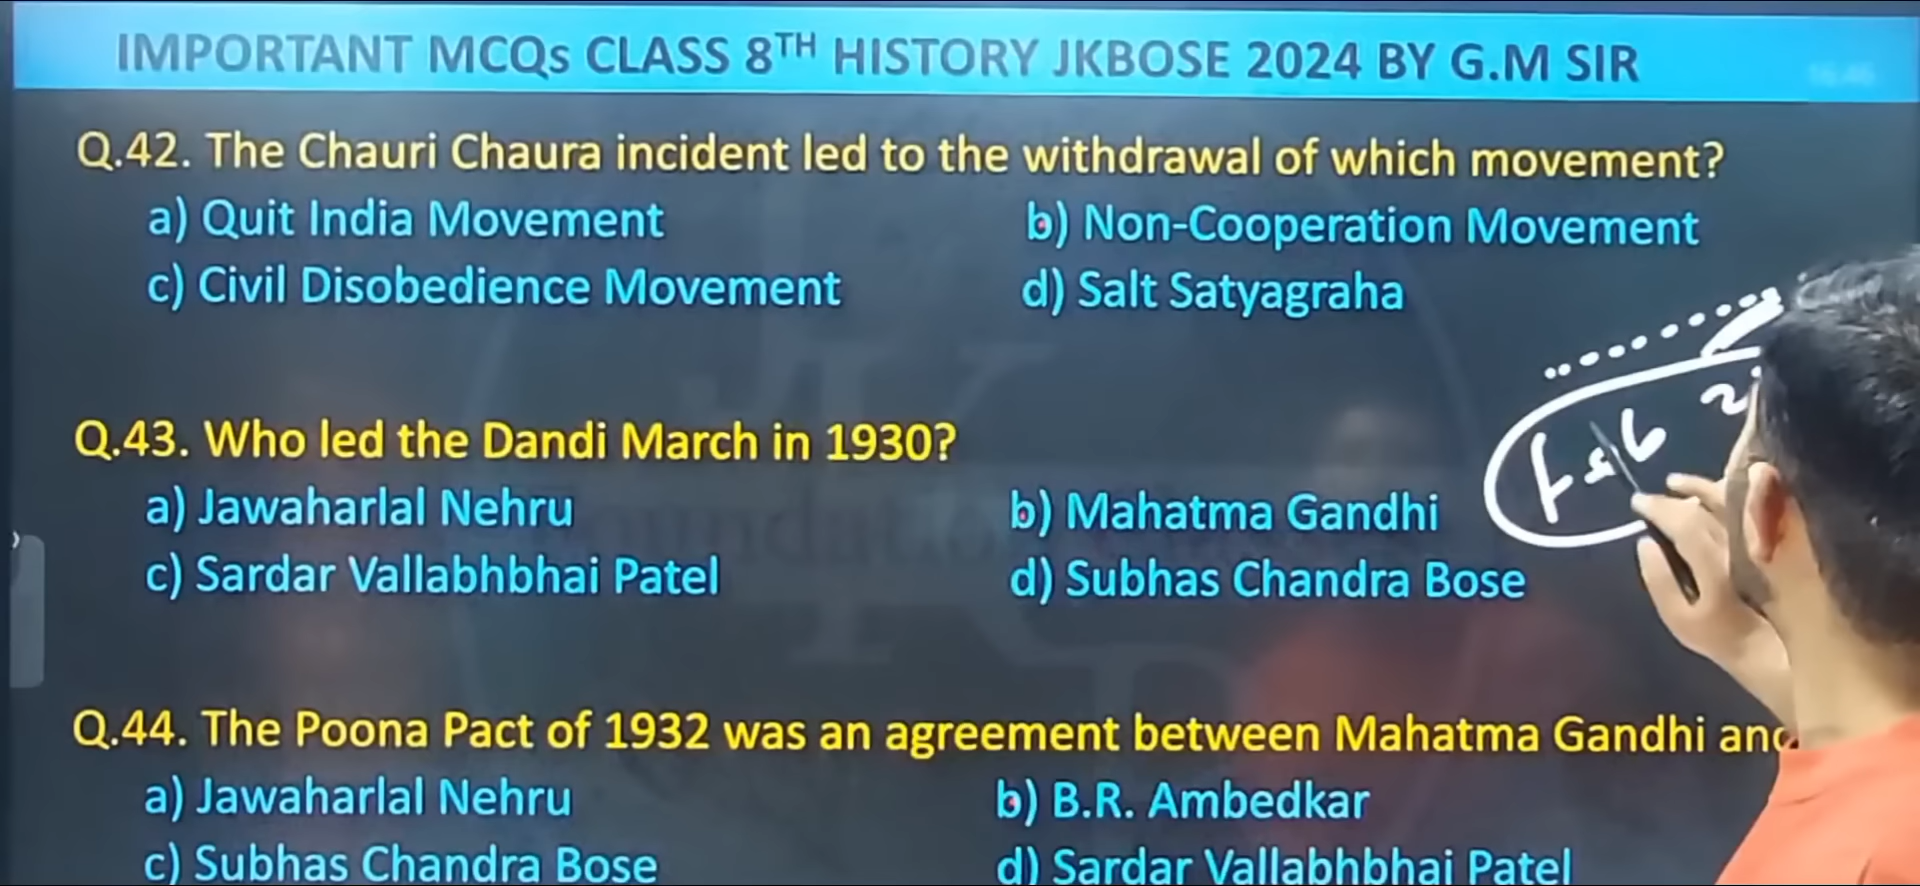 IMPORTANT MCQs CLASS 8TH HISTORY JKBOSE 2024 BY G.M SIR
Q.42. The Chauri Chaura incident led to the withdrawal of which movement?
a) Quit India Movement b) Non-Cooperation Movement
c) Civil Disobedience Movement d) Salt Satyagraha
Q.43. Who led the Dandi March in 1930?
a) Jawaharlal Nehru b) Mahatma Gandhi
c) Sardar Vallabhbhai Patel d) Subhas Chandra Bose
Q.44. The Poona Pact of 1932 was an agreement between Mahatma Gandhi and
a) Jawaharlal Nehru b) B.R. Ambedkar
c) Subhas Chandra Bose d) Sardar Vallabhbhai Patel